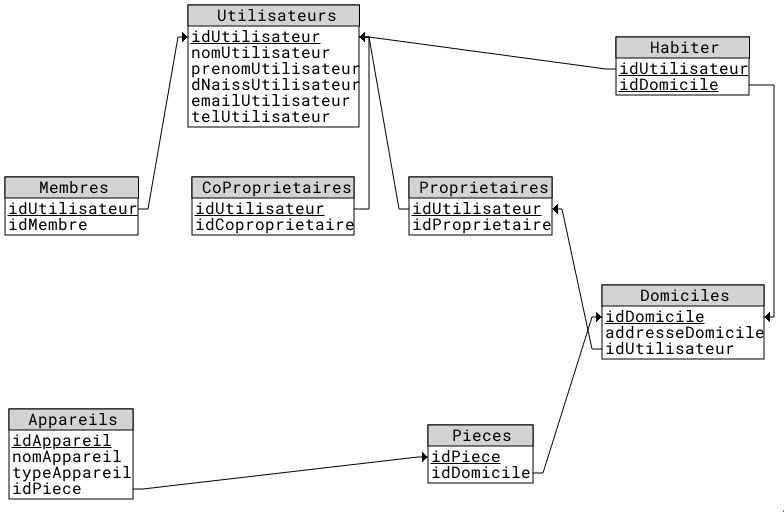 Utilisateurs
idUtilisateur
nomUtilisateur
prenomUtilisateur
dNaissUtilisateur
emailUtilisateur
telUtilisateur
Habiter
idUtilisateur
idDomicile
Membres
idUtilisateur
idMembre
CoProprietaires
idUtilisateur
idCoproprietaire
Proprietaires
idUtilisateur
idProprietaire
Domiciles
idDomicile
addresseDomicile
idUtilisateur
Appareils
idAppareil
nomAppareil
typeAppareil
idPiece
Pieces
idPiece
idDomicile